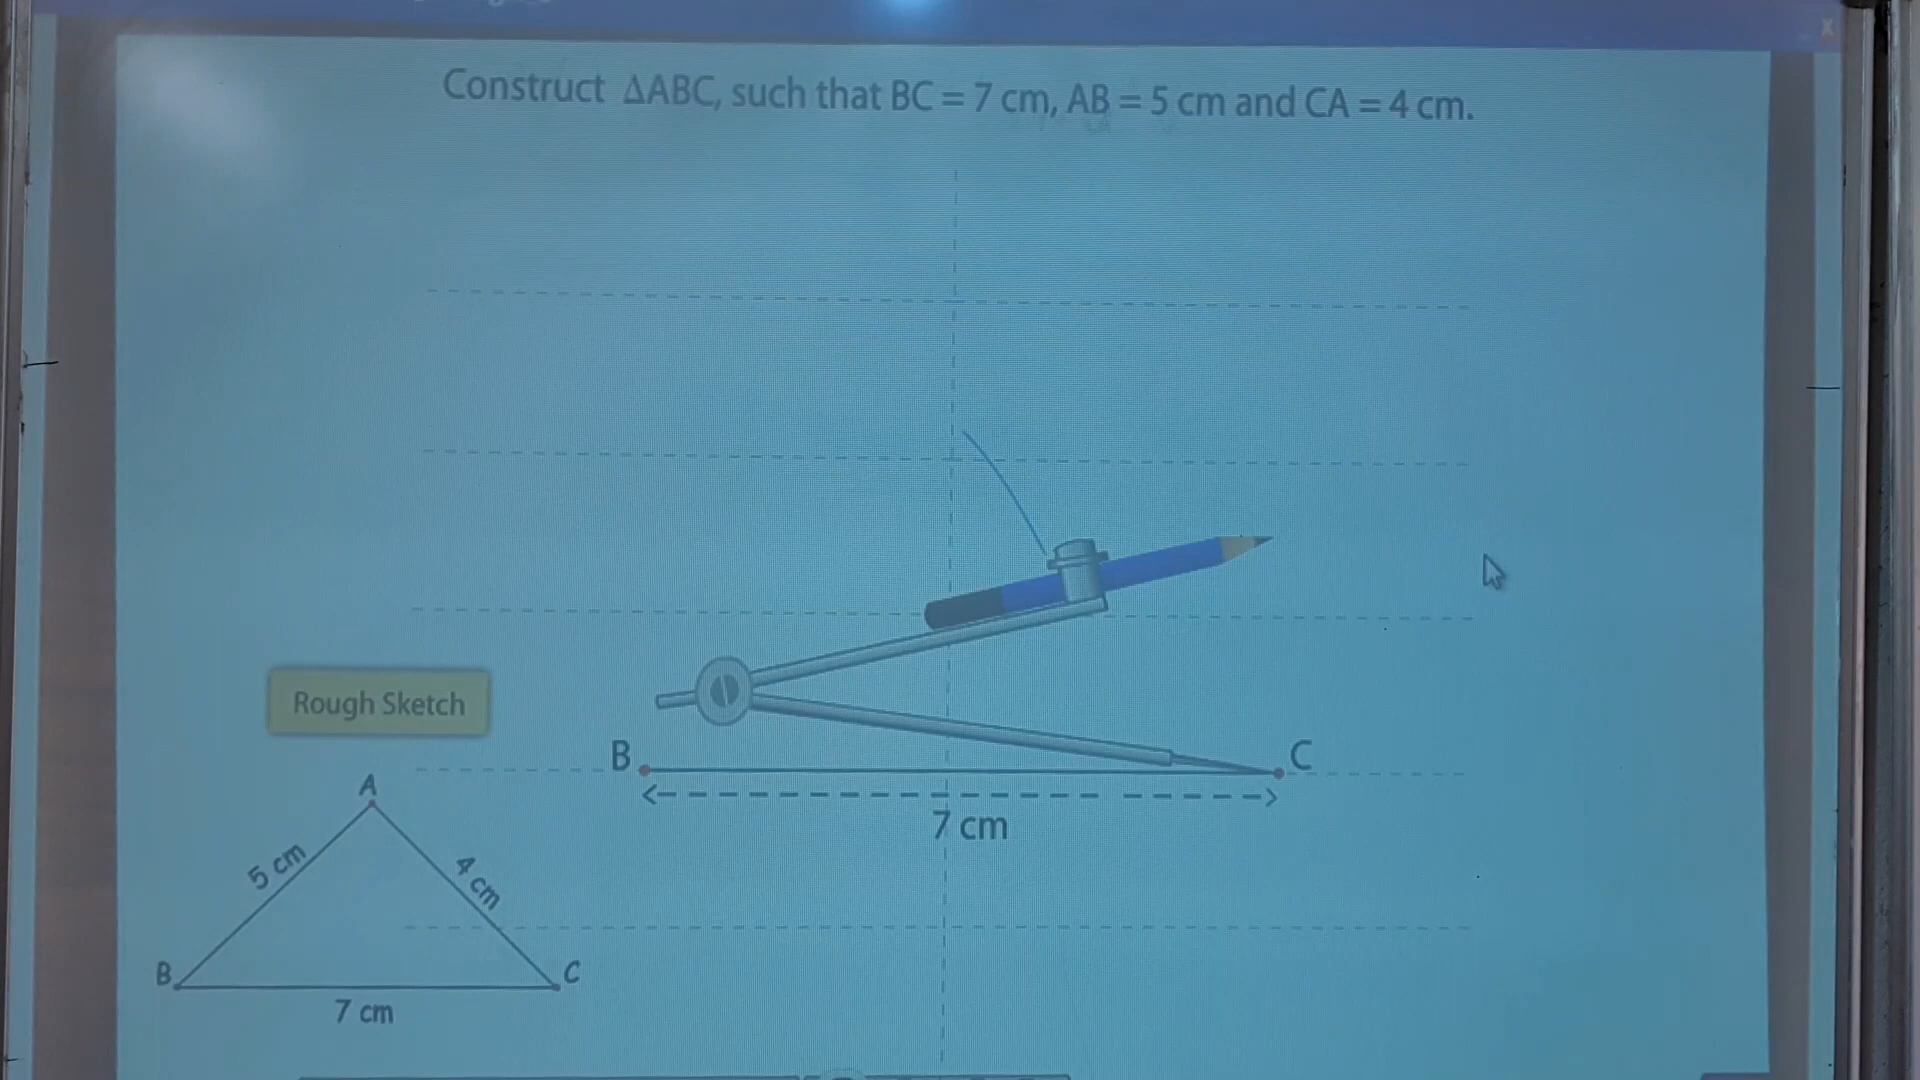 Construct ΔABC, such that BC = 7 cm, AB = 5 cm and CA = 4 cm.
Rough Sketch
B
C
7 cm
A
5 cm
4 cm
B
C
7 cm